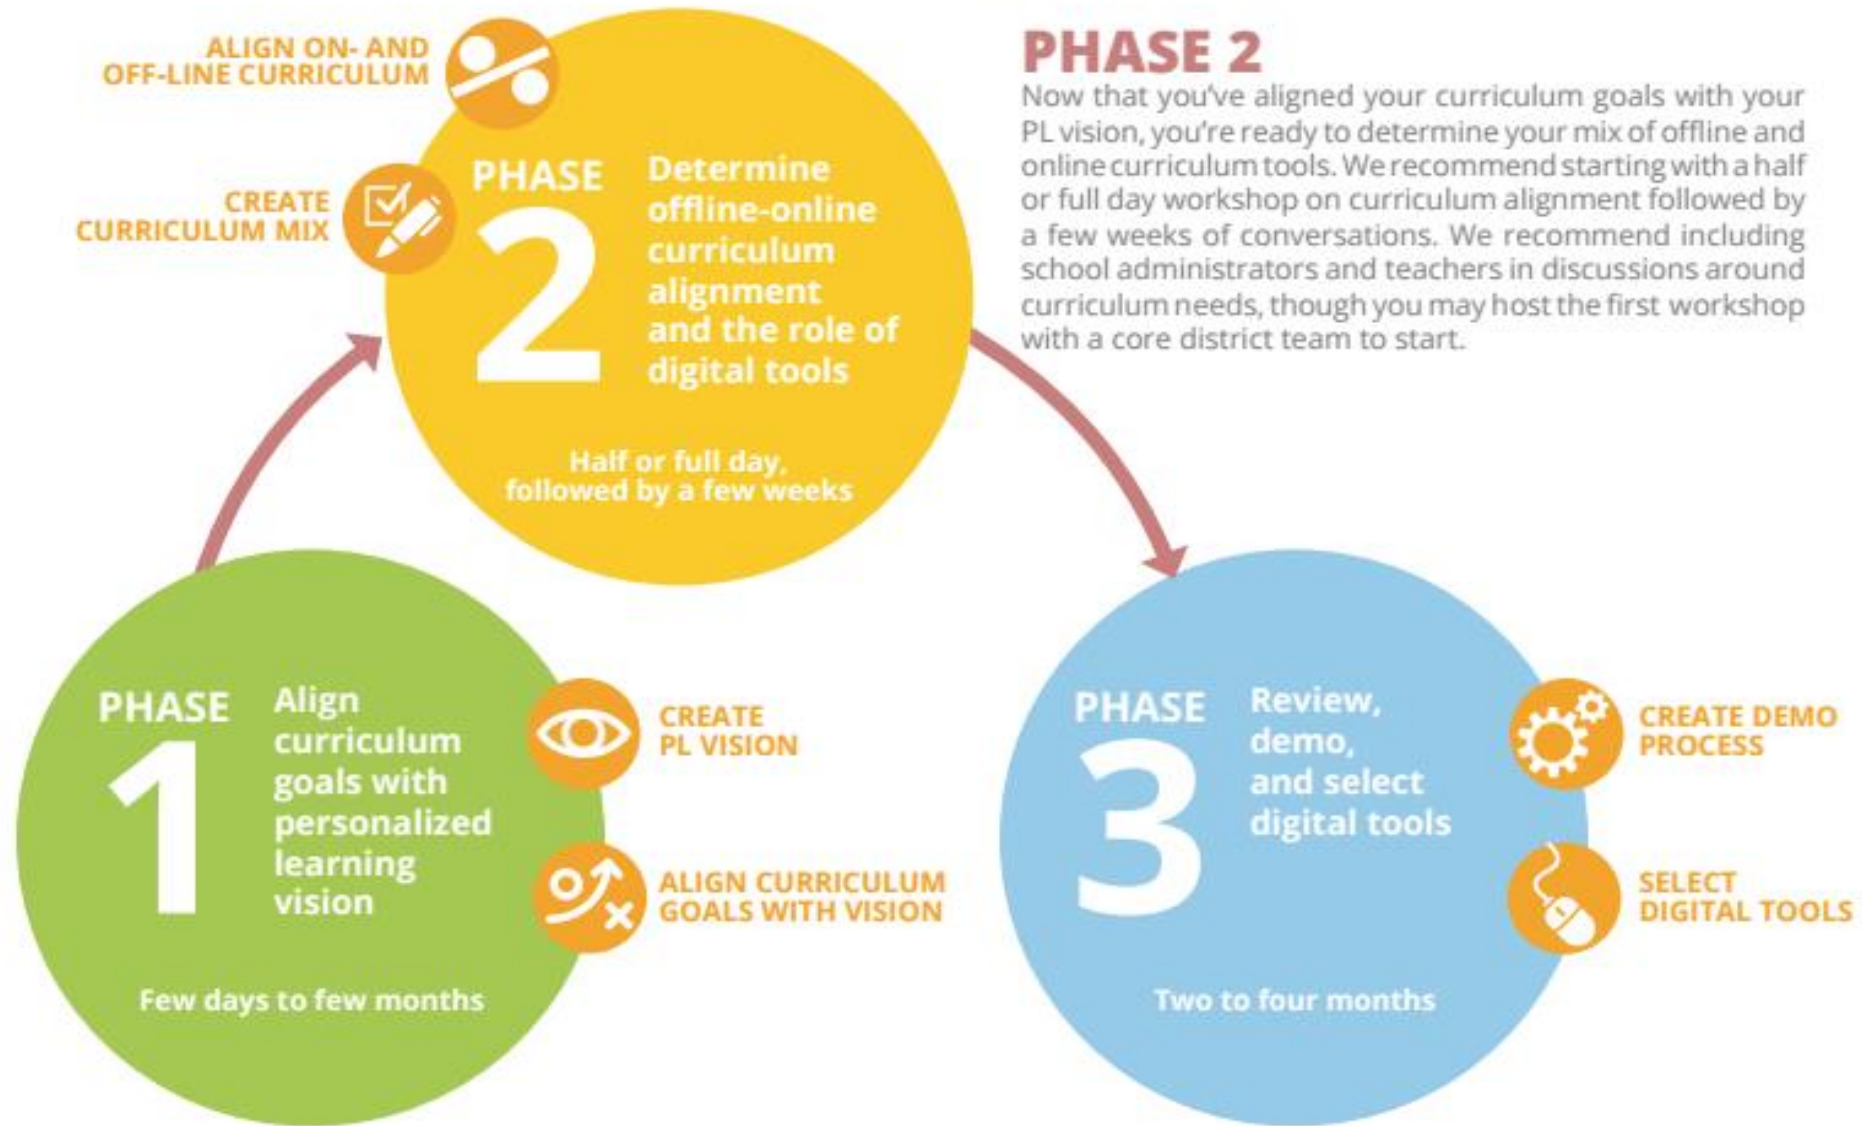 ALIGN ON- AND
OFF-LINE CURRICULUM
CREATE
CURRICULUM MIX
PHASE
2
Determine
offline-online
curriculum
alignment
and the role of
digital tools
Half or full day,
followed by a few weeks
PHASE 2
Now that you've aligned your curriculum goals with your
PL vision, you're ready to determine your mix of offline and
online curriculum tools. We recommend starting with a half
or full day workshop on curriculum alignment followed by
a few weeks of conversations. We recommend including
school administrators and teachers in discussions around
curriculum needs, though you may host the first workshop
with a core district team to start.
PHASE
1
Align
curriculum
goals with
personalized
learning
vision
Few days to few months
CREATE
PL VISION
ALIGN CURRICULUM
GOALS WITH VISION
PHASE
3
Review,
demo,
and select
digital tools
Two to four months
CREATE DEMO
PROCESS
SELECT
DIGITAL TOOLS